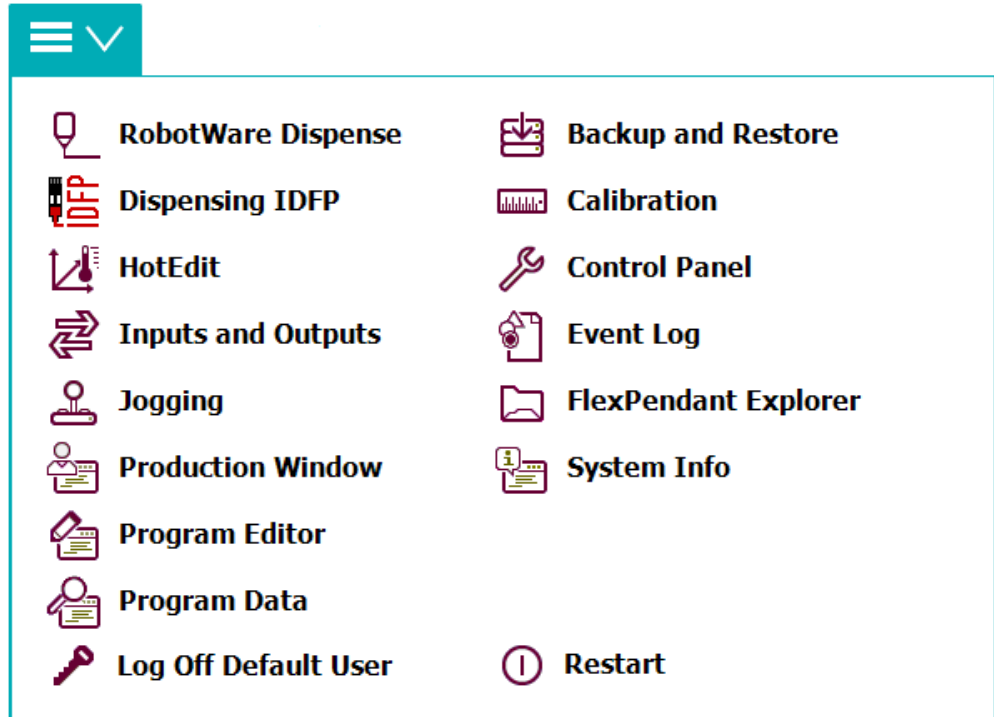 RobotWare Dispense
Backup and Restore
IDFP
Dispensing IDFP
Calibration
HotEdit
Control Panel
Inputs and Outputs
Event Log
Jogging
FlexPendant Explorer
Production Window
i
System Info
Program Editor
Program Data
Log Off Default User
Restart